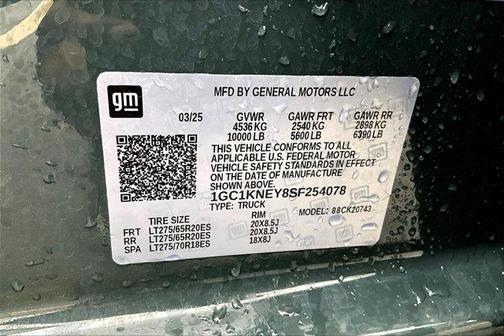 gm
MFD BY GENERAL MOTORS LLC
03/25 GVWR GAWR FRT GAWR RR
4536 KG 2540 KG 2898 KG
10000 LB 5600 LB 6390 LB
THIS VEHICLE CONFORMS TO ALL
APPLICABLE U.S. FEDERAL MOTOR
VEHICLE SAFETY STANDARDS IN EFFECT
ON THE DATE OF MANUFACTURE
SHOWN ABOVE.
1GC1KNEY8SF254078
TYPE: TRUCK MODEL: 88CK20743
TIRE SIZE RIM
FRT LT275/65R20ES 20X8.5J
RR LT275/65R20ES 20X8.5J
SPA LT275/70R18ES 18X8J